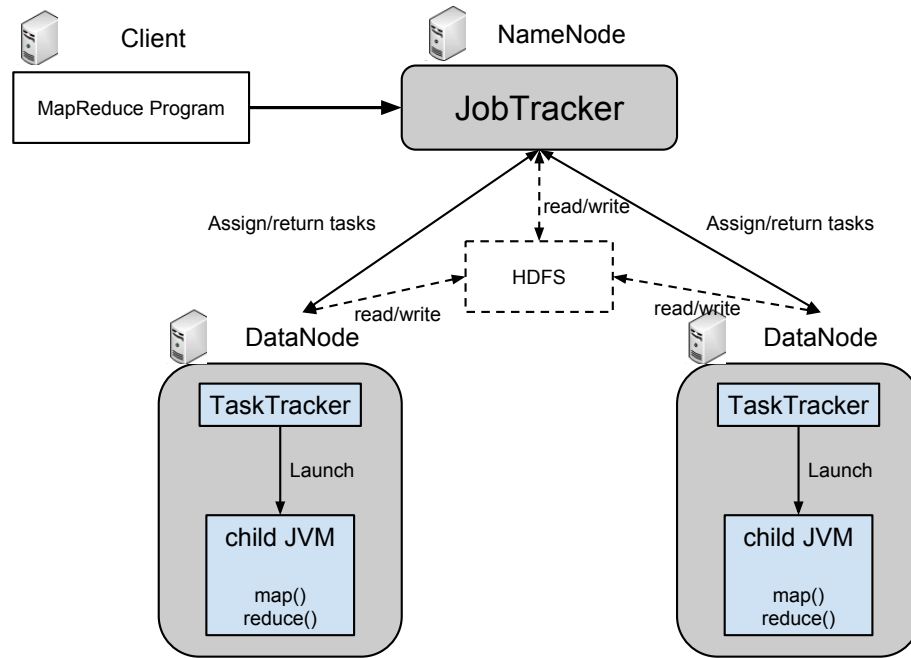 Client
NameNode
MapReduce Program
JobTracker
read/write
Assign/return tasks
Assign/return tasks
HDFS
read/write
read/write
DataNode
DataNode
TaskTracker
TaskTracker
Launch
Launch
child JVM
map()
reduce()
child JVM
map()
reduce()